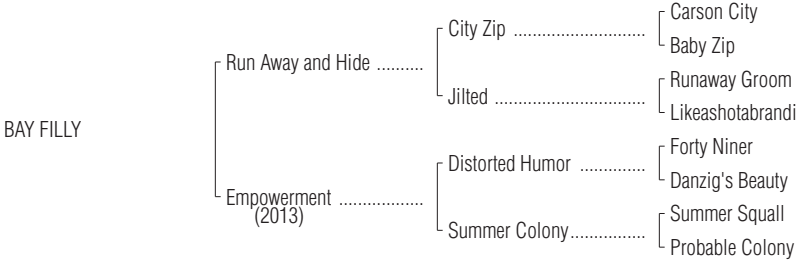 Carson City
City Zip ............................
Baby Zip
Run Away and Hide ..........
Runaway Groom
Jilted ................................
Likeashotabrandi
BAY FILLY
Forty Niner
Distorted Humor ..............
Danzig's Beauty
Empowerment ..................
(2013)
Summer Squall
Summer Colony................
Probable Colony